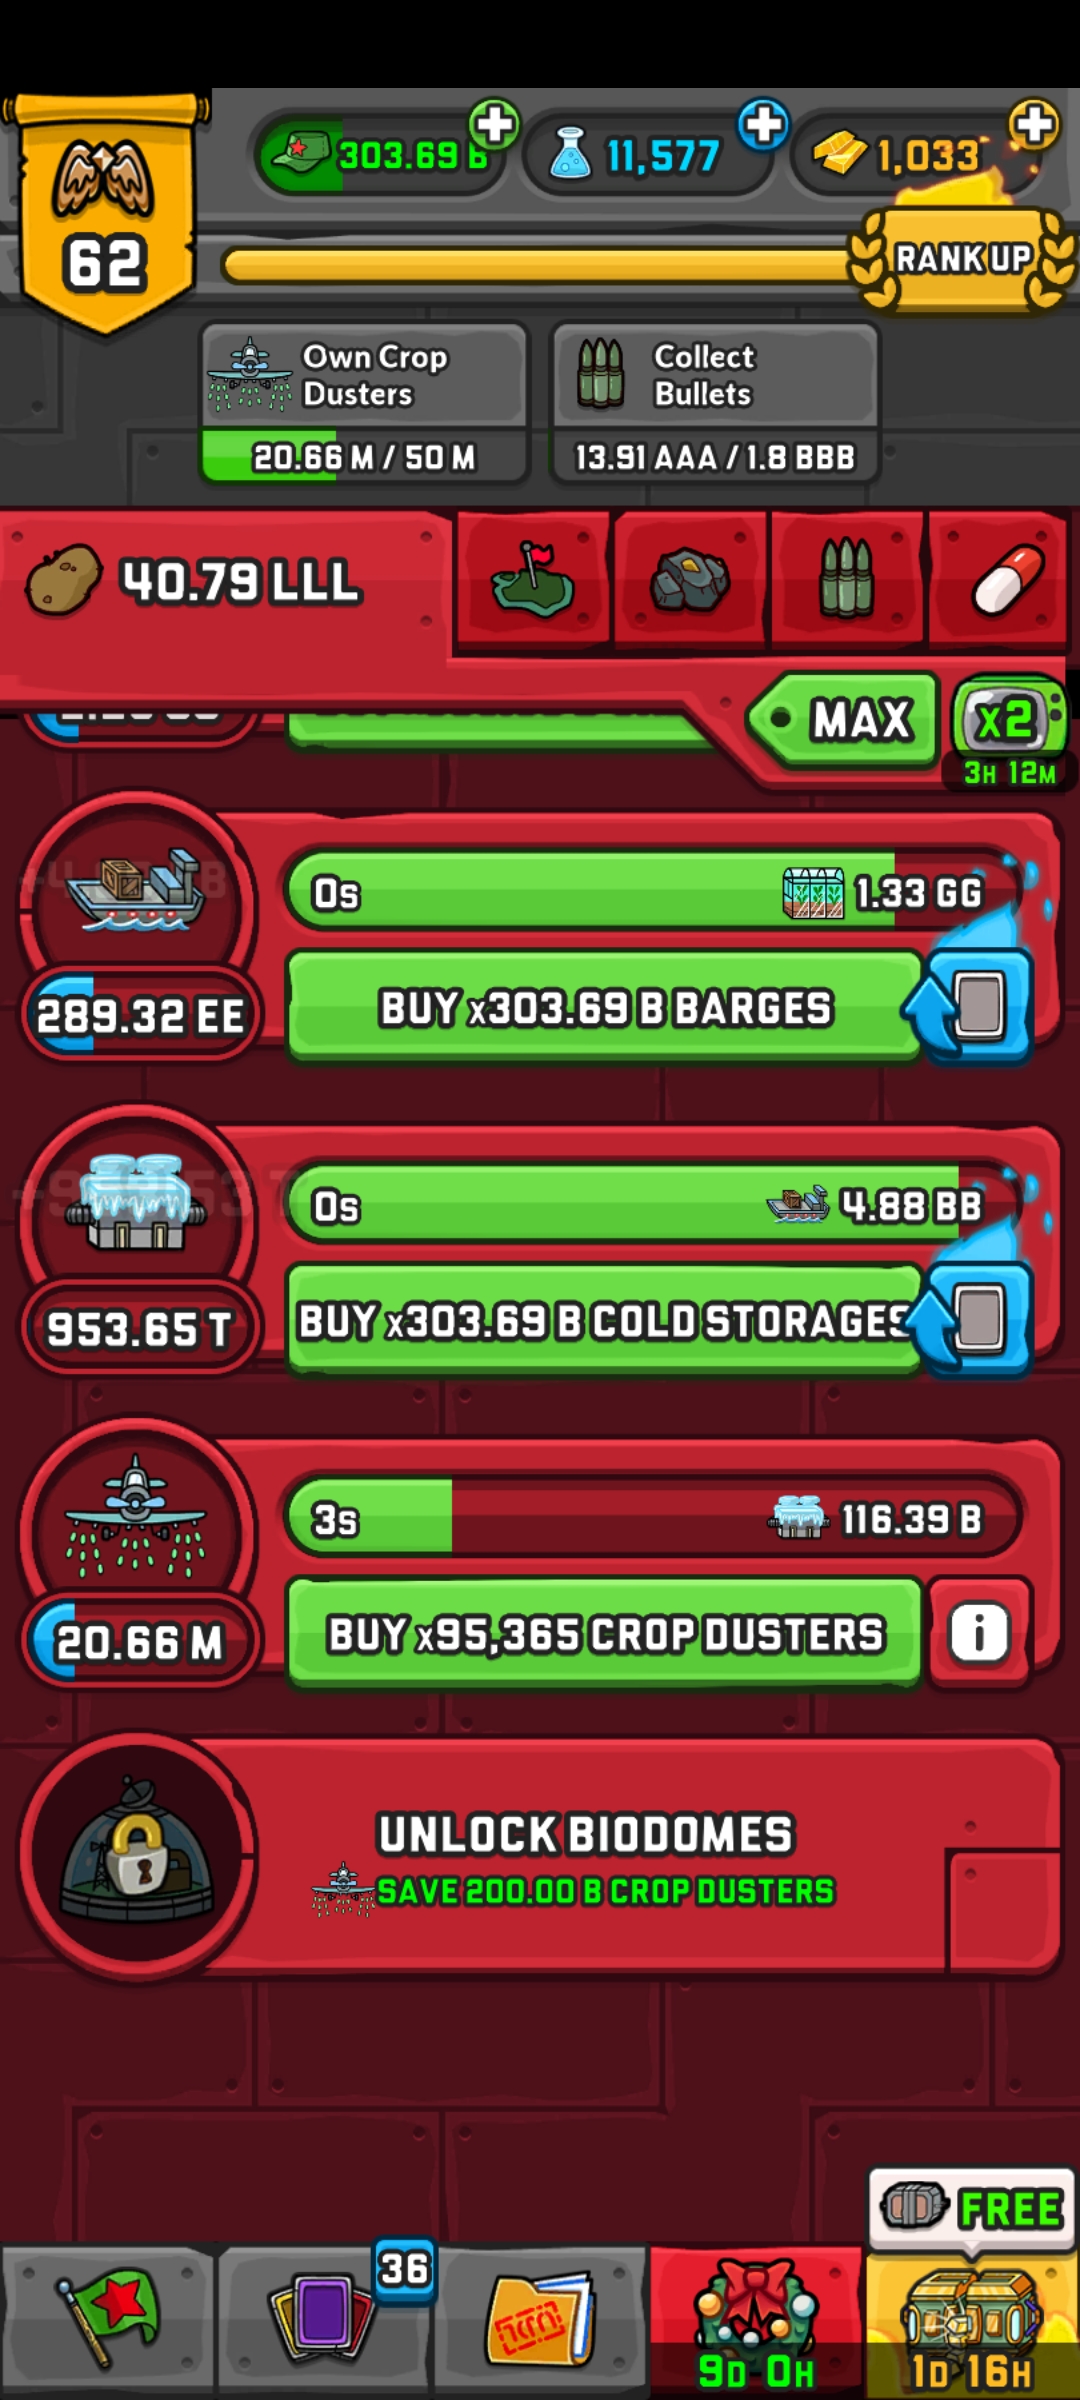 303.69 B
11,577
1,033
62
RANK UP
Own Crop
Dusters
Collect
Bullets
20.66 M / 50 M
13.91 AAA / 1.8 BBB
40.79 LLL
MAX
x2
3H 12M
0s
1.33 GG
289.32 EE
BUY x303.69 B BARGES
0s
4.88 BB
953.65 T
BUY x303.69 B COLD STORAGES
3s
116.39 B
20.66 M
BUY x95,365 CROP DUSTERS
i
UNLOCK BIODOMES
SAVE 200.00 B CROP DUSTERS
FREE
36
9D 0H
1D 16H